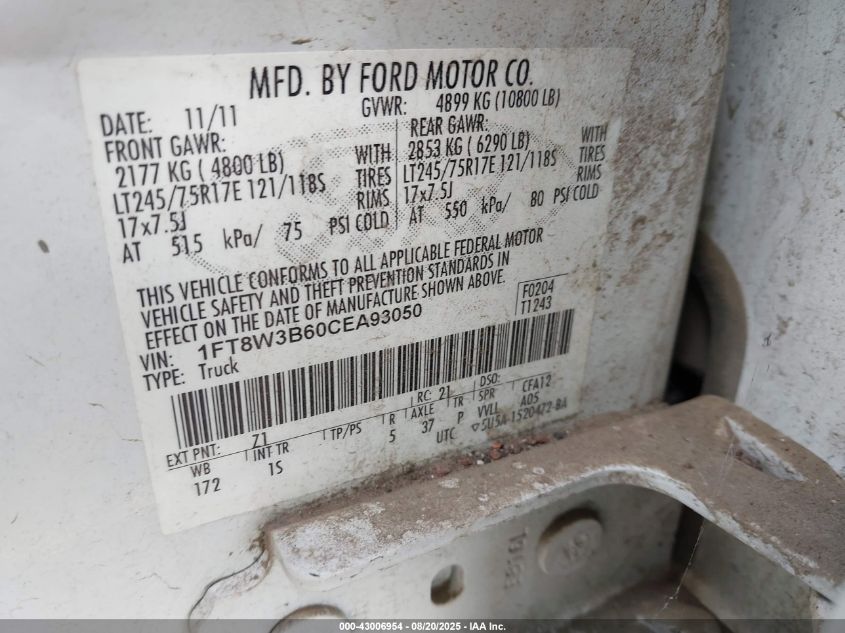 MFD. BY FORD MOTOR CO.
DATE: 11/11 GVWR: 4899 KG (10800 LB)
FRONT GAWR: REAR GAWR:
2177 KG ( 4800 LB) WITH 2853 KG ( 6290 LB) WITH
LT245/75R17E 121/118S TIRES LT245/75R17E 121/118S TIRES
17x7.5J RIMS 17x7.5J RIMS
AT 515 kPa/ 75 PSI COLD AT 550 kPa/ 80 PSI COLD
THIS VEHICLE CONFORMS TO ALL APPLICABLE FEDERAL MOTOR
VEHICLE SAFETY AND THEFT PREVENTION STANDARDS IN
EFFECT ON THE DATE OF MANUFACTURE SHOWN ABOVE.
VIN: 1FT8W3B60CEA93050
F0204
T1243
TYPE: Truck
EXT PNT: Z1 RC: 21 DSO:
WB INT TR TP/PS R AXLE TR SPR CFA12
172 1S 5 37 P VVLL A05
UTC 5U5A-1520472-BA
000-43006954 - 08/20/2025 - IAA Inc.